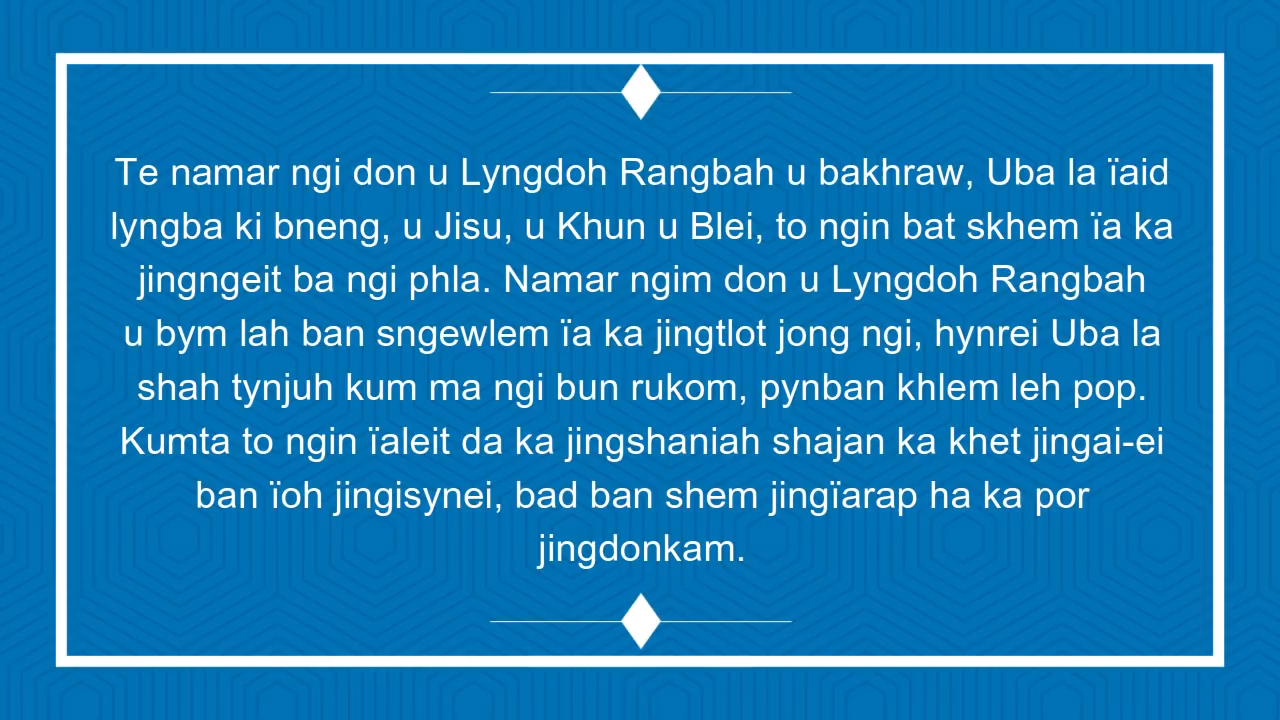 Te namar ngi don u Lyngdoh Rangbah u bakhraw, Uba la ïaid
lyngba ki bneng, u Jisu, u Khun u Blei, to ngin bat skhem ïa ka
jingngeit ba ngi phla. Namar ngim don u Lyngdoh Rangbah
u bym lah ban sngewlem ïa ka jingtlot jong ngi, hynrei Uba la
shah tynjuh kum ma ngi bun rukom, pynban khlem leh pop.
Kumta to ngin ïaleit da ka jingshaniah shajan ka khet jingai-ei
ban ïoh jingisynei, bad ban shem jingïarap ha ka por
jingdonkam.